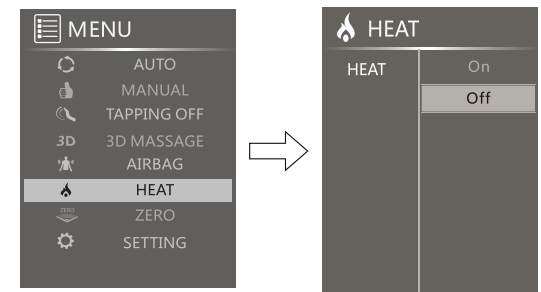 MENU
AUTO
MANUAL
TAPPING OFF
3D 3D MASSAGE
AIRBAG
HEAT
ZERO ZERO
SETTING
HEAT
HEAT On
Off